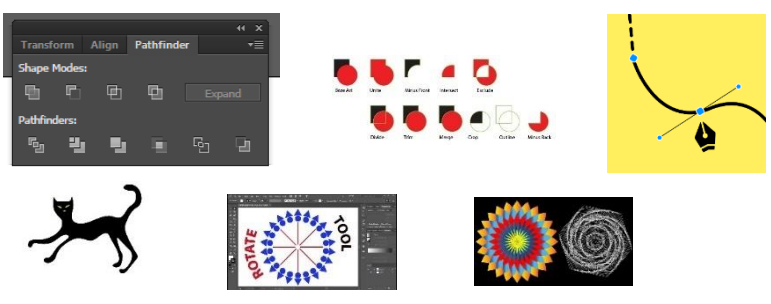 Transform Align Pathfinder
Shape Modes:
Expand
Pathfinders:
Base Art Unite Minus Front Intersect Exclude
Divide Trim Merge Crop Outline Minus Back
ROTATE
TOOL